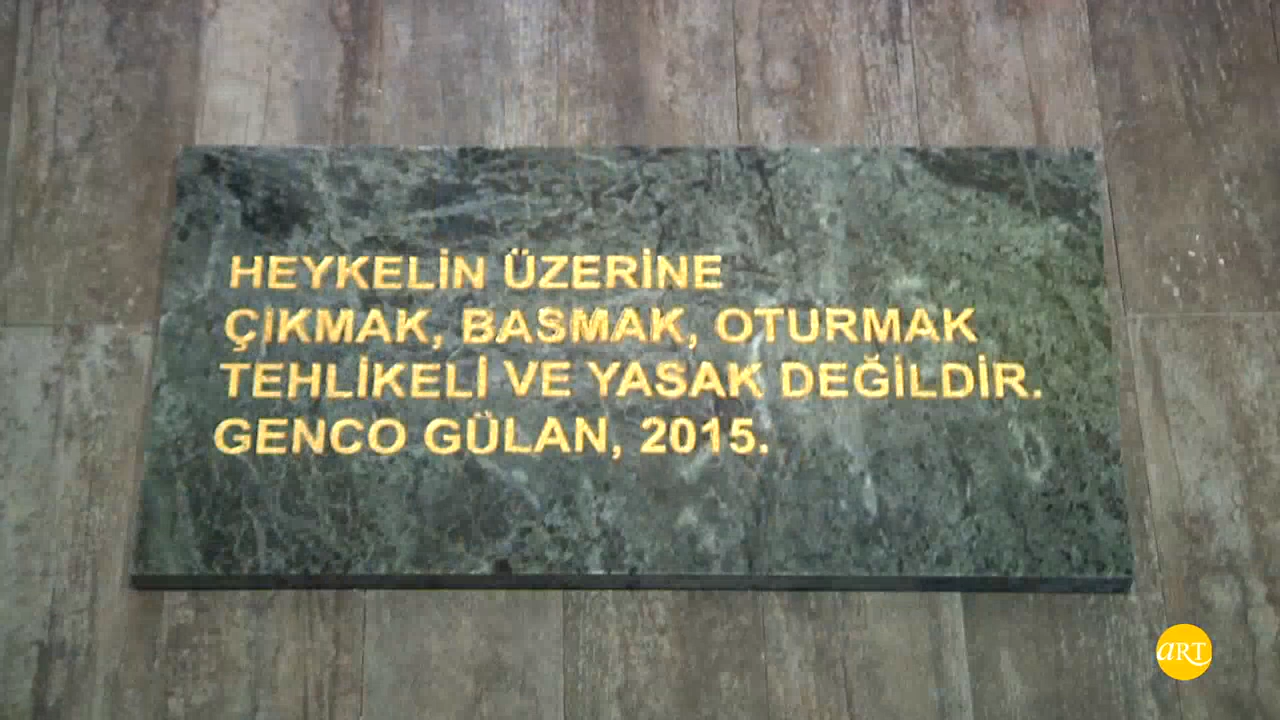 HEYKELİN ÜZERİNE
ÇIKMAK, BASMAK, OTURMAK
TEHLİKELİ VE YASAK DEĞİLDİR.
GENCO GÜLAN, 2015.
aRT